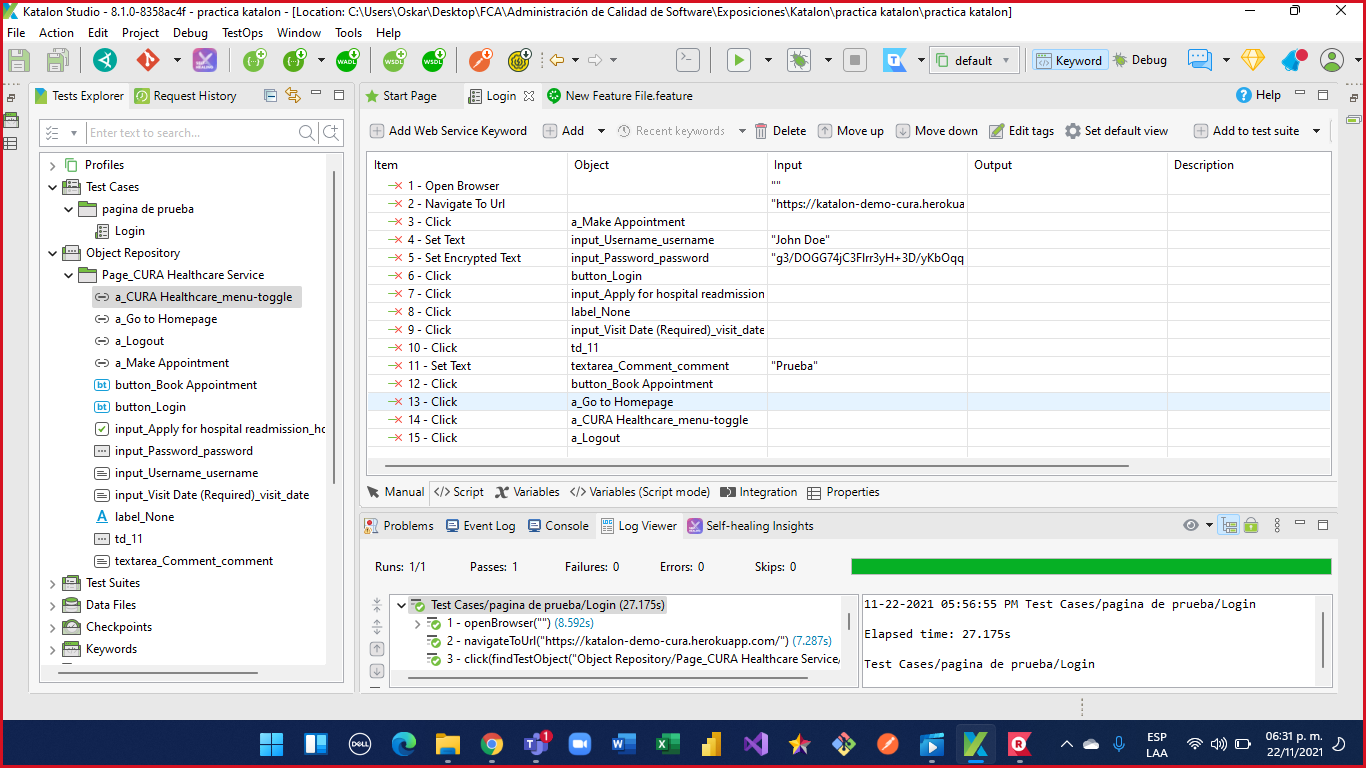 Katalon Studio - 8.1.0-8358ac4f - practica katalon - [Location: C:\Users\Oskar\Desktop\FCA\Administración de Calidad de Software\Exposiciones\Katalon\practica katalon\practica katalon]
File Action Edit Project Debug TestOps Window Tools Help
WADL WSDL WSDL default Keyword Debug
Tests Explorer Request History
Start Page Login New Feature File.feature Help
Enter text to search...
Add Web Service Keyword Add Recent keywords Delete Move up Move down Edit tags Set default view Add to test suite
Profiles
Test Cases
pagina de prueba
Login
Object Repository
Page_CURA Healthcare Service
a_CURA Healthcare_menu-toggle
a_Go to Homepage
a_Logout
a_Make Appointment
button_Book Appointment
button_Login
input_Apply for hospital readmission_ho
input_Password_password
input_Username_username
input_Visit Date (Required)_visit_date
label_None
td_11
textarea_Comment_comment
Test Suites
Data Files
Checkpoints
Keywords
Item Object Input Output Description
1 - Open Browser ""
2 - Navigate To Url "https://katalon-demo-cura.herokua
3 - Click a_Make Appointment
4 - Set Text input_Username_username "John Doe"
5 - Set Encrypted Text input_Password_password "g3/DOGG74jC3Flrr3yH+3D/yKbOqq
6 - Click button_Login
7 - Click input_Apply for hospital readmission
8 - Click label_None
9 - Click input_Visit Date (Required)_visit_date
10 - Click td_11
11 - Set Text textarea_Comment_comment "Prueba"
12 - Click button_Book Appointment
13 - Click a_Go to Homepage
14 - Click a_CURA Healthcare_menu-toggle
15 - Click a_Logout
Manual Script Variables Variables (Script mode) Integration Properties
Problems Event Log Console Log Viewer Self-healing Insights
Runs: 1/1 Passes: 1 Failures: 0 Errors: 0 Skips: 0
Test Cases/pagina de prueba/Login (27.175s)
1 - openBrowser("") (8.592s)
2 - navigateToUrl("https://katalon-demo-cura.herokuapp.com/") (7.287s)
3 - click(findTestObject("Object Repository/Page_CURA Healthcare Service/
11-22-2021 05:56:55 PM Test Cases/pagina de prueba/Login
Elapsed time: 27.175s
Test Cases/pagina de prueba/Login
DELL 1 ESP
LAA
06:31 p. m.
22/11/2021